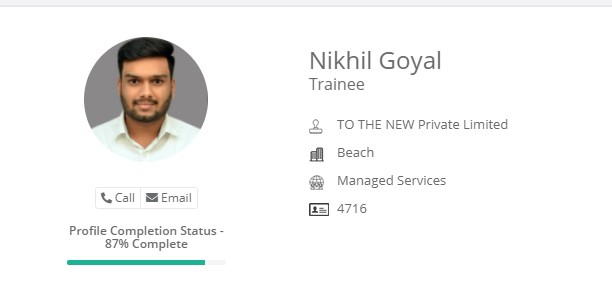 Nikhil Goyal
Trainee
TO THE NEW Private Limited
Beach
Managed Services
4716
Call Email
Profile Completion Status -
87% Complete